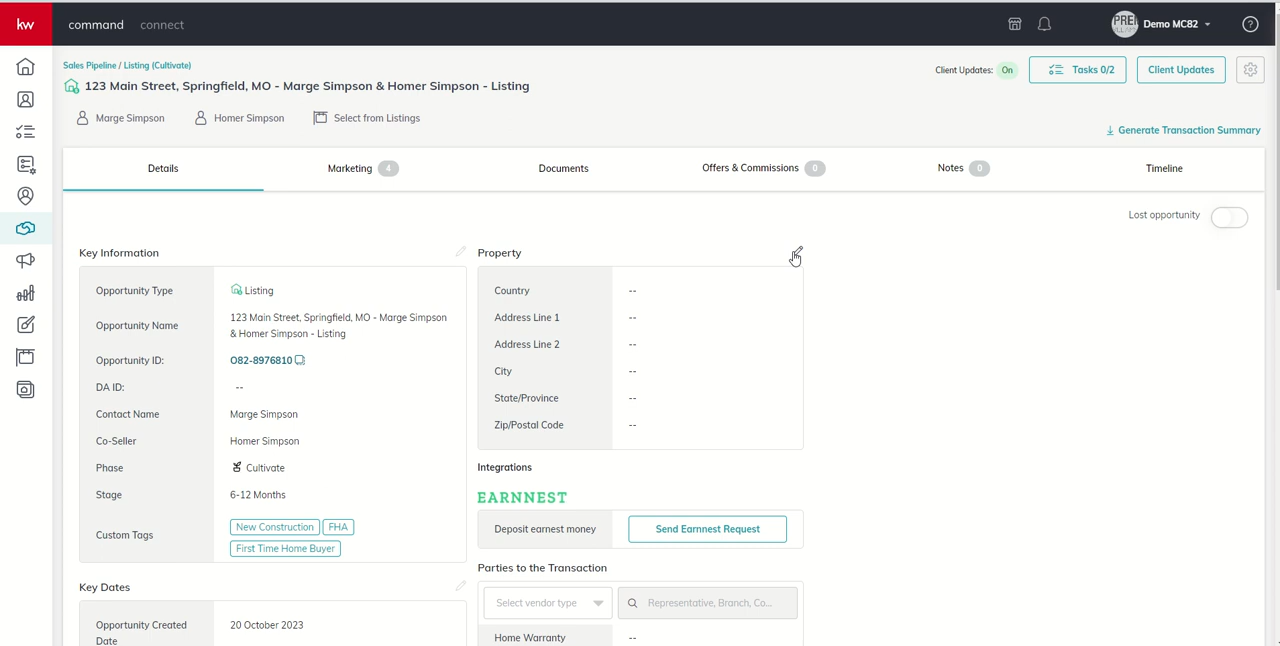 kw command connect Demo MC82
Sales Pipeline / Listing (Cultivate)
Client Updates: On Tasks 0/2 Client Updates
123 Main Street, Springfield, MO - Marge Simpson & Homer Simpson - Listing
Marge Simpson Homer Simpson Select from Listings
Generate Transaction Summary
Details Marketing 4 Documents Offers & Commissions 0 Notes 0 Timeline
Lost opportunity
Key Information
Opportunity Type Listing
Opportunity Name 123 Main Street, Springfield, MO - Marge Simpson
& Homer Simpson - Listing
Opportunity ID: O82-8976810
DA ID: --
Contact Name Marge Simpson
Co-Seller Homer Simpson
Phase Cultivate
Stage 6-12 Months
Custom Tags New Construction FHA
First Time Home Buyer
Key Dates
Opportunity Created 20 October 2023
Date
Property
Country --
Address Line 1 --
Address Line 2 --
City --
State/Province --
Zip/Postal Code --
Integrations
EARNNEST
Deposit earnest money Send Earnnest Request
Parties to the Transaction
Select vendor type Representative, Branch, Co...
Home Warranty --